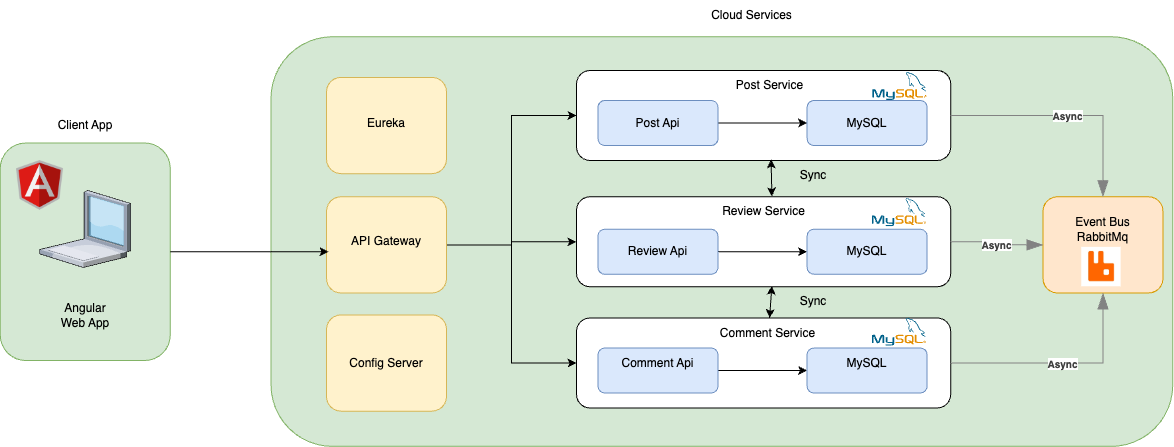 Cloud Services
Client App
Angular
Web App
Eureka
API Gateway
Config Server
Post Service
MySQL
Post Api
MySQL
Sync
Review Service
MySQL
Review Api
MySQL
Sync
Comment Service
MySQL
Comment Api
MySQL
Async
Async
Async
Event Bus
RabbitMq